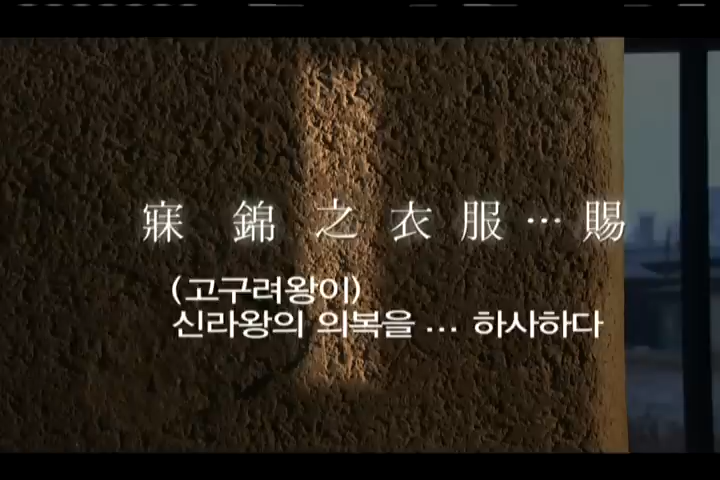 寐 錦 之 衣 服 … 賜
(고구려왕이)
신라왕의 의복을 … 하사하다